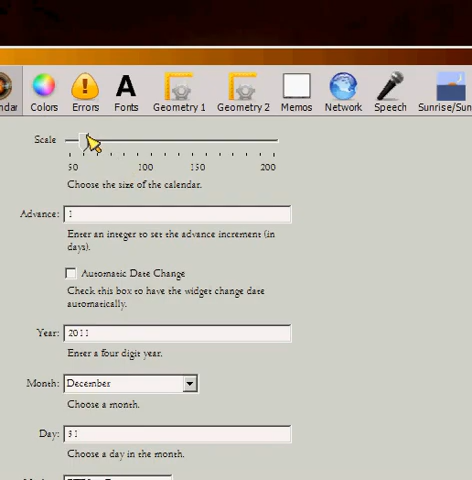 ndar Colors Errors Fonts Geometry 1 Geometry 2 Memos Network Speech Sunrise/Sun
Scale
50 100 150 200
Choose the size of the calendar.
Advance: 1
Enter an integer to set the advance increment (in
days).
Automatic Date Change
Check this box to have the widget change date
automatically.
Year: 2011
Enter a four digit year.
Month: December
Choose a month.
Day: 31
Choose a day in the month.